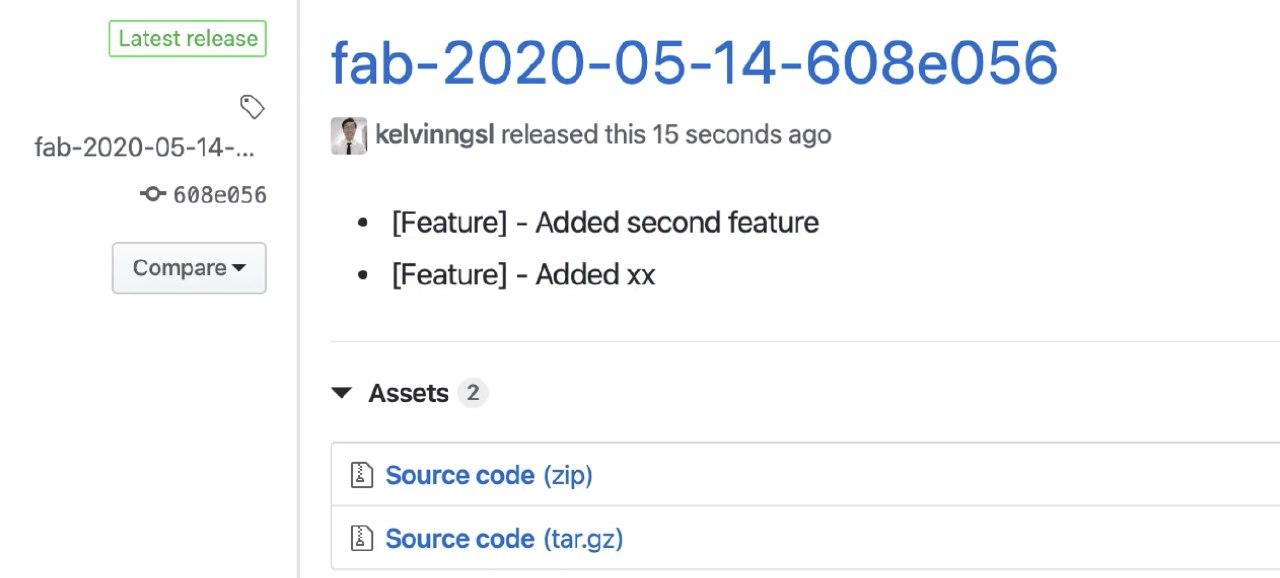 Latest release
fab-2020-05-14-...
608e056
Compare
fab-2020-05-14-608e056
kelvinngsl released this 15 seconds ago
[Feature] - Added second feature
[Feature] - Added xx
Assets 2
Source code (zip)
Source code (tar.gz)